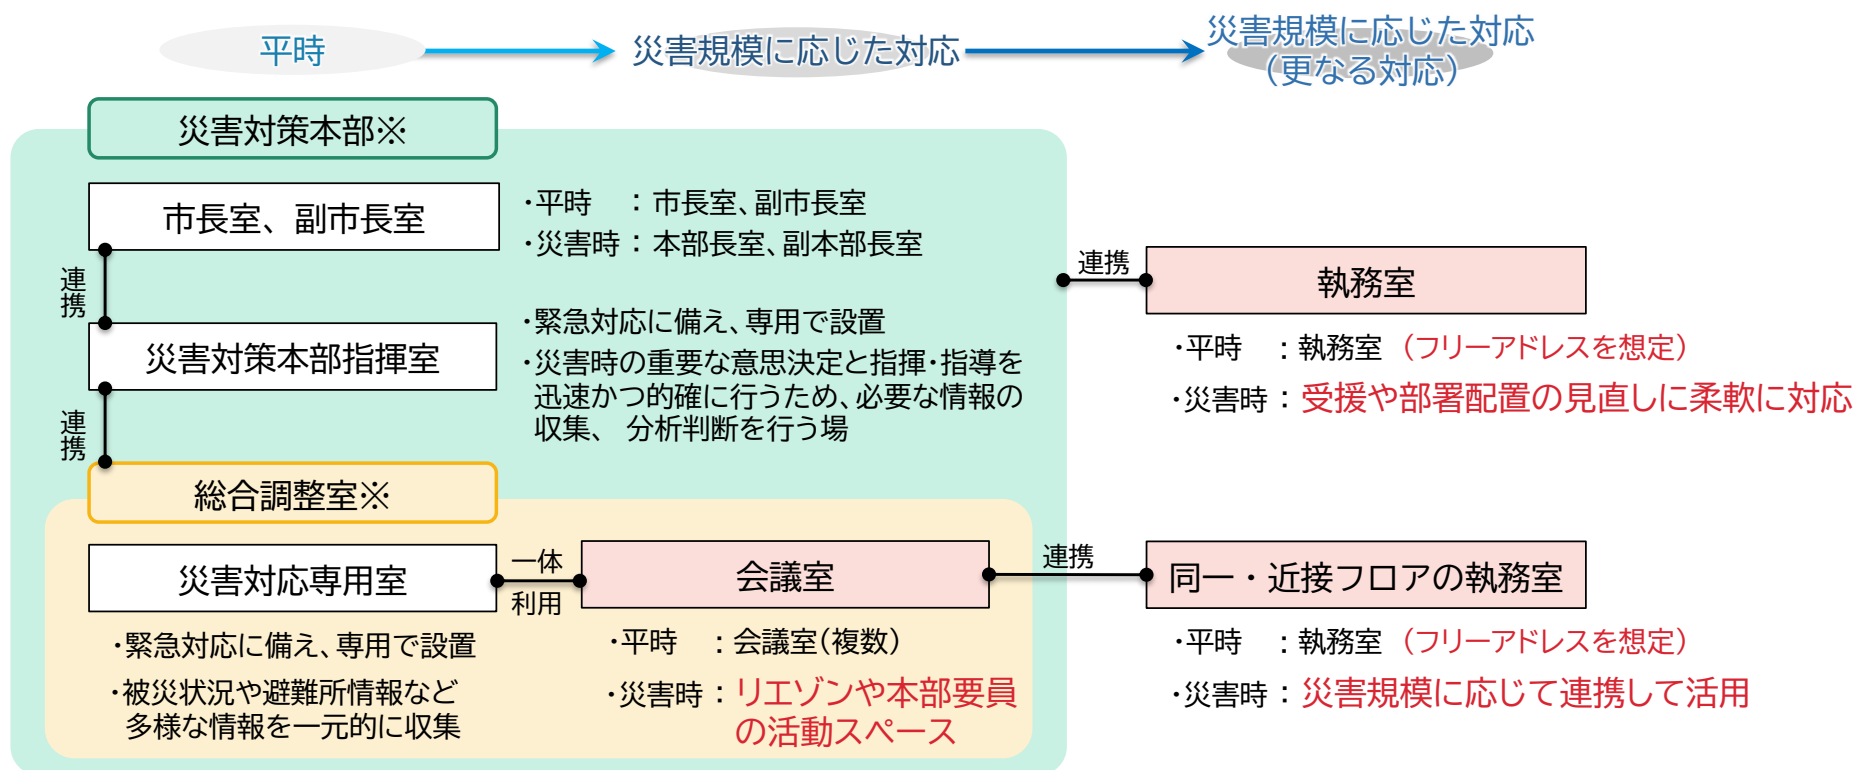 平時
災害規模に応じた対応
災害規模に応じた対応
（更なる対応）
災害対策本部※
市長室、副市長室
・平時　：市長室、副市長室
・災害時：本部長室、副本部長室
連携
災害対策本部指揮室
・緊急対応に備え、専用で設置
・災害時の重要な意思決定と指揮・指導を
迅速かつ的確に行うため、必要な情報の
収集、 分析判断を行う場
連携
総合調整室※
災害対応専用室
・緊急対応に備え、専用で設置
・被災状況や避難所情報など
多様な情報を一元的に収集
一体
利用
会議室
・平時　：会議室（複数）
・災害時：リエゾンや本部要員
の活動スペース
連携
執務室
・平時　：執務室（フリーアドレスを想定）
・災害時：受援や部署配置の見直しに柔軟に対応
連携
同一・近接フロアの執務室
・平時　：執務室（フリーアドレスを想定）
・災害時：災害規模に応じて連携して活用